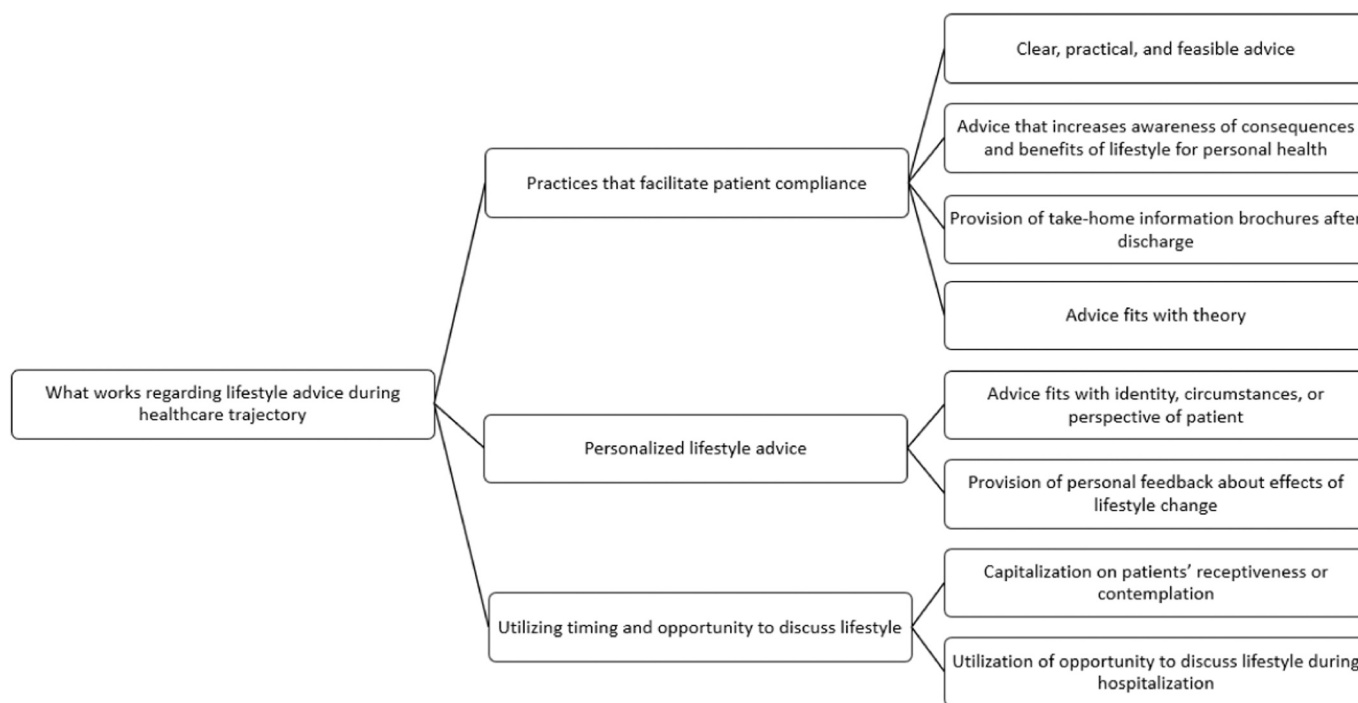 Clear, practical, and feasible advice
Advice that increases awareness of consequences
and benefits of lifestyle for personal health
Practices that facilitate patient compliance
Provision of take-home information brochures after
discharge
Advice fits with theory
What works regarding lifestyle advice during
healthcare trajectory
Advice fits with identity, circumstances, or
perspective of patient
Personalized lifestyle advice
Provision of personal feedback about effects of
lifestyle change
Capitalization on patients’ receptiveness or
contemplation
Utilizing timing and opportunity to discuss lifestyle
Utilization of opportunity to discuss lifestyle during
hospitalization